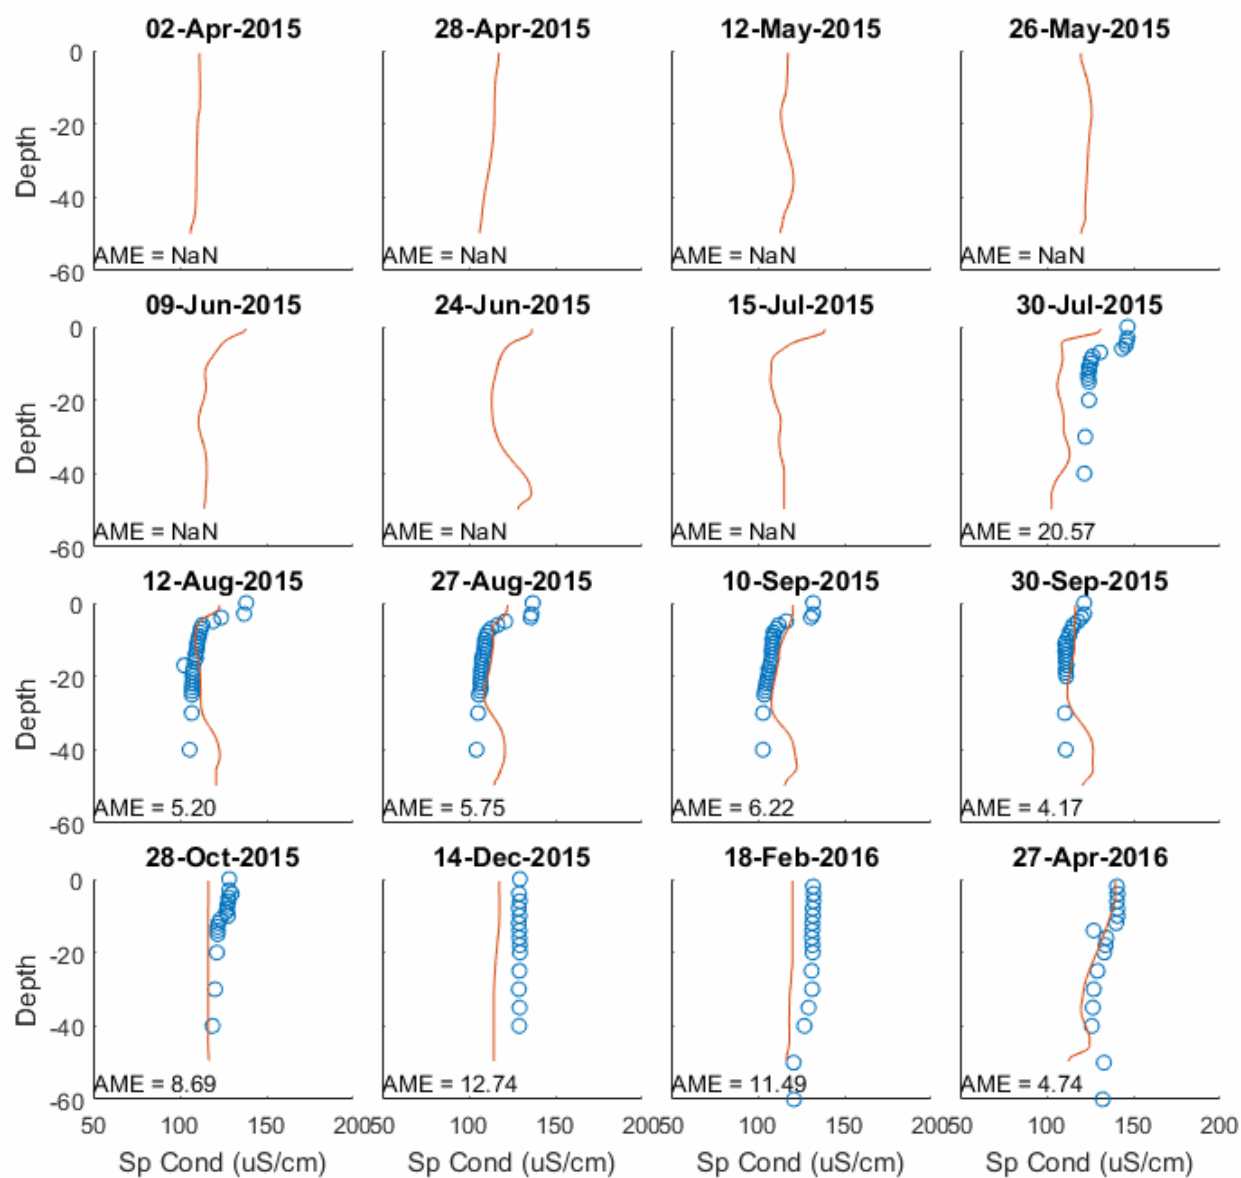 02-Apr-2015 28-Apr-2015 12-May-2015 26-May-2015
0
-20
Depth
-40
AME = NaN AME = NaN AME = NaN AME = NaN
-60
09-Jun-2015 24-Jun-2015 15-Jul-2015 30-Jul-2015
0
-20
Depth
-40
AME = NaN AME = NaN AME = NaN AME = 20.57
-60
12-Aug-2015 27-Aug-2015 10-Sep-2015 30-Sep-2015
0
-20
Depth
-40
AME = 5.20 AME = 5.75 AME = 6.22 AME = 4.17
-60
28-Oct-2015 14-Dec-2015 18-Feb-2016 27-Apr-2016
0
-20
Depth
-40
AME = 8.69 AME = 12.74 AME = 11.49 AME = 4.74
-60
50 100 150 200 50 100 150 200 50 100 150 200 50 100 150 200
Sp Cond (uS/cm) Sp Cond (uS/cm) Sp Cond (uS/cm) Sp Cond (uS/cm)